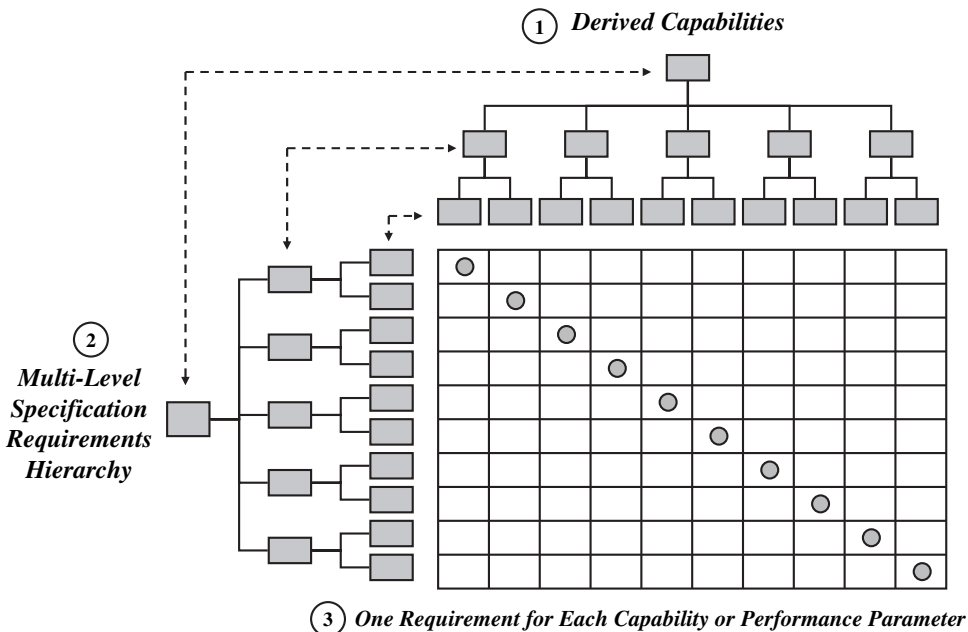 1 Derived Capabilities
2
Multi-Level
Specification
Requirements
Hierarchy
3 One Requirement for Each Capability or Performance Parameter